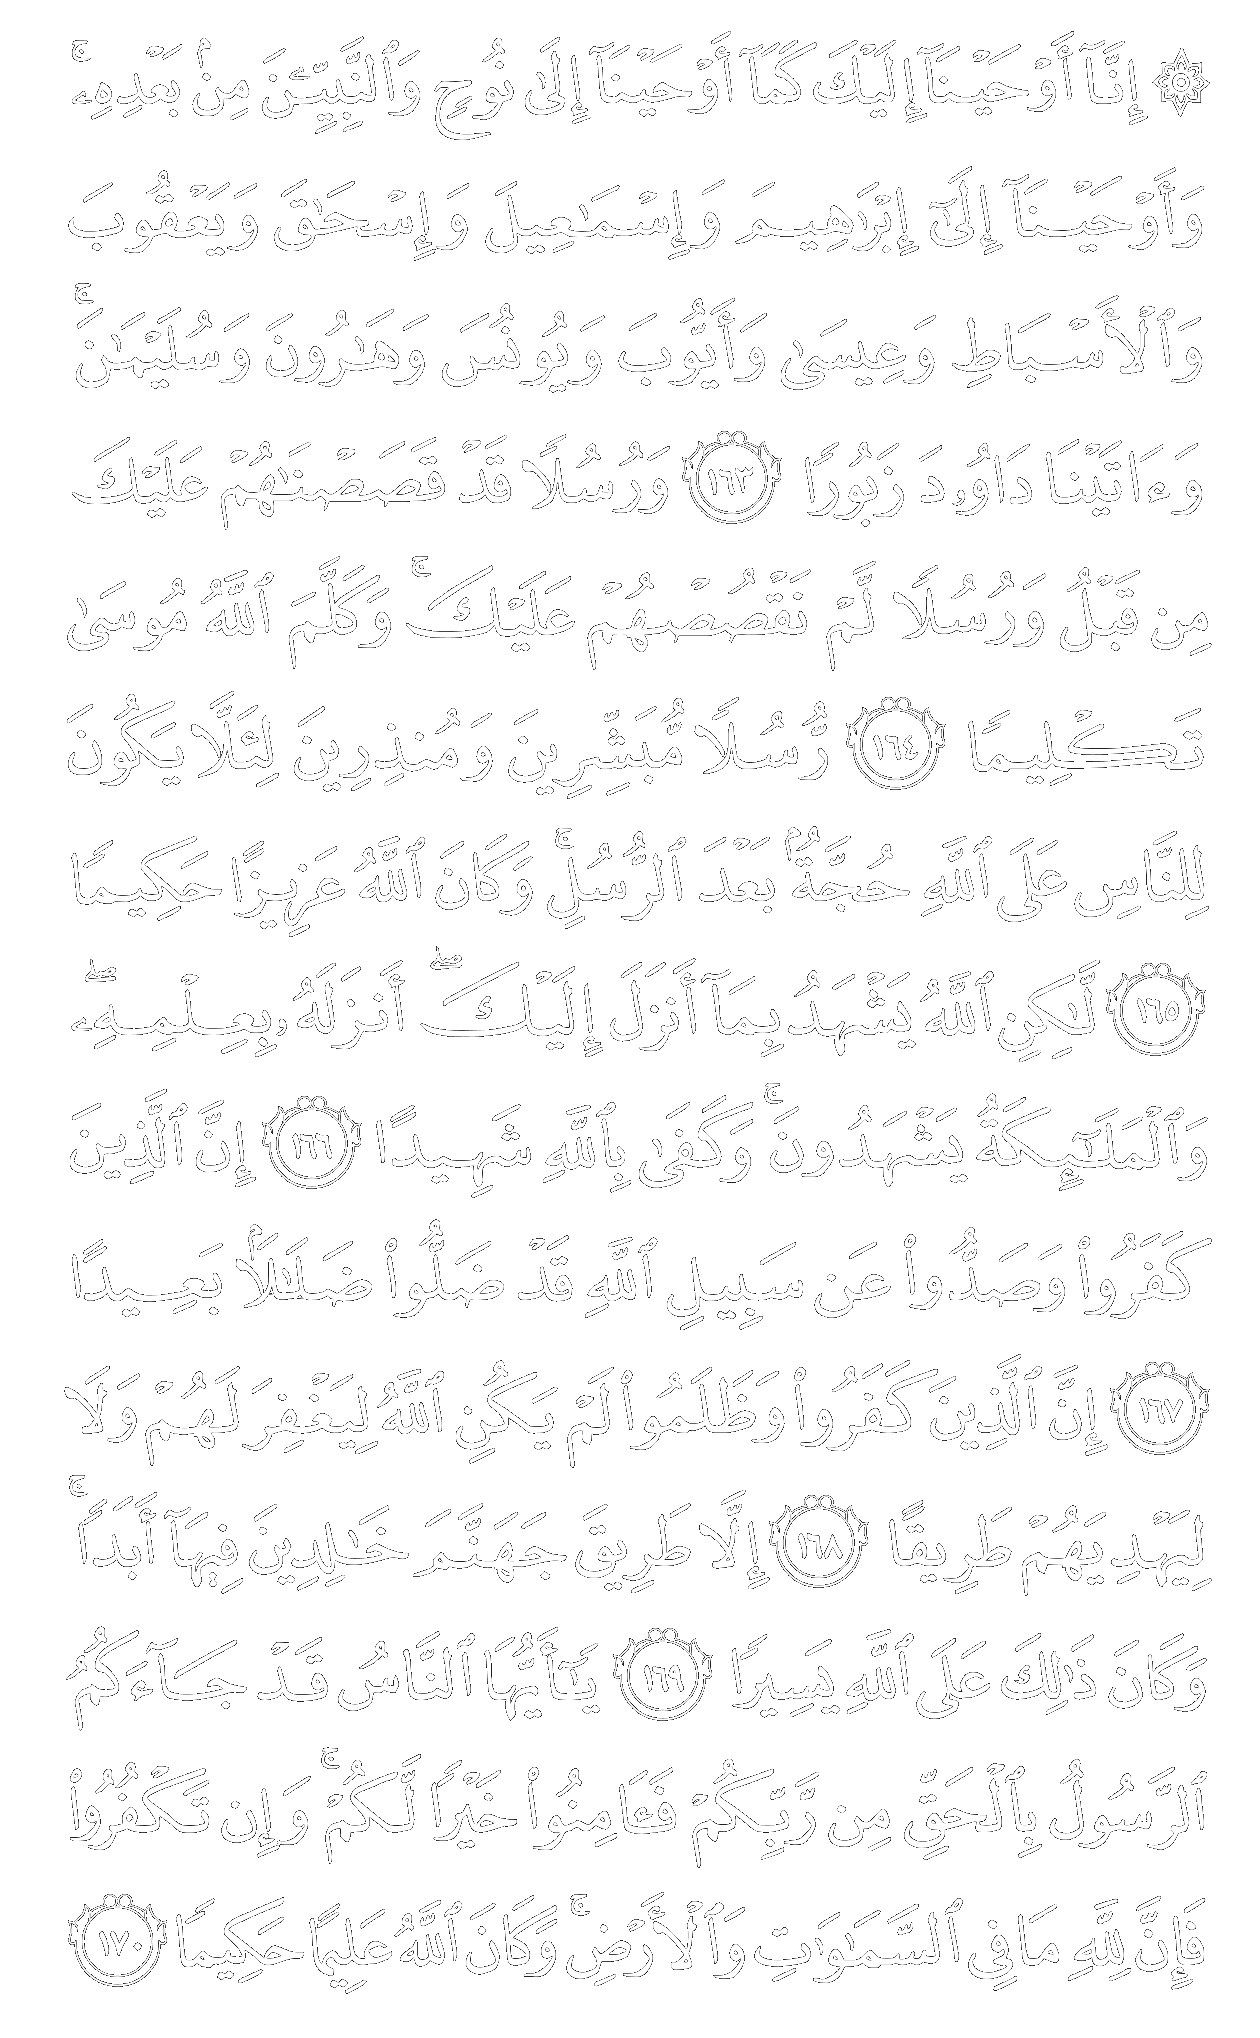 ۞ إِنَّآ أَوْحَيْنَآ إِلَيْكَ كَمَآ أَوْحَيْنَآ إِلَىٰ نُوحٍ وَٱلنَّبِيِّـۧنَ مِنۢ بَعْدِهِۦۚ
وَأَوْحَيْنَآ إِلَىٰٓ إِبْرَٰهِيمَ وَإِسْمَـٰعِيلَ وَإِسْحَـٰقَ وَيَعْقُوبَ
وَٱلْأَسْبَاطِ وَعِيسَىٰ وَأَيُّوبَ وَيُونُسَ وَهَـٰرُونَ وَسُلَيْمَـٰنَۚ
وَءَاتَيْنَا دَاوُۥدَ زَبُورًا ١٦٣ وَرُسُلًا قَدْ قَصَصْنَـٰهُمْ عَلَيْكَ
مِن قَبْلُ وَرُسُلًا لَّمْ نَقْصُصْهُمْ عَلَيْكَۚ وَكَلَّمَ ٱللَّهُ مُوسَىٰ
تَكْلِيمًا ١٦٤ رُّسُلًا مُّبَشِّرِينَ وَمُنذِرِينَ لِئَلَّا يَكُونَ
لِلنَّاسِ عَلَى ٱللَّهِ حُجَّةٌۢ بَعْدَ ٱلرُّسُلِۚ وَكَانَ ٱللَّهُ عَزِيزًا حَكِيمًا
١٦٥ لَّـٰكِنِ ٱللَّهُ يَشْهَدُ بِمَآ أَنزَلَ إِلَيْكَۖ أَنزَلَهُۥ بِعِلْمِهِۦۖ
وَٱلْمَلَـٰٓئِكَةُ يَشْهَدُونَۚ وَكَفَىٰ بِٱللَّهِ شَهِيدًا ١٦٦ إِنَّ ٱلَّذِينَ
كَفَرُوا۟ وَصَدُّوا۟ عَن سَبِيلِ ٱللَّهِ قَدْ ضَلُّوا۟ ضَلَـٰلًۢا بَعِيدًا
١٦٧ إِنَّ ٱلَّذِينَ كَفَرُوا۟ وَظَلَمُوا۟ لَمْ يَكُنِ ٱللَّهُ لِيَغْفِرَ لَهُمْ وَلَا
لِيَهْدِيَهُمْ طَرِيقًا ١٦٨ إِلَّا طَرِيقَ جَهَنَّمَ خَـٰلِدِينَ فِيهَآ أَبَدًاۚ
وَكَانَ ذَٰلِكَ عَلَى ٱللَّهِ يَسِيرًا ١٦٩ يَـٰٓأَيُّهَا ٱلنَّاسُ قَدْ جَآءَكُمُ
ٱلرَّسُولُ بِٱلْحَقِّ مِن رَّبِّكُمْ فَـَٔامِنُوا۟ خَيْرًا لَّكُمْۚ وَإِن تَكْفُرُوا۟
فَإِنَّ لِلَّهِ مَا فِى ٱلسَّمَـٰوَٰتِ وَٱلْأَرْضِۚ وَكَانَ ٱللَّهُ عَلِيمًا حَكِيمًا ١٧٠